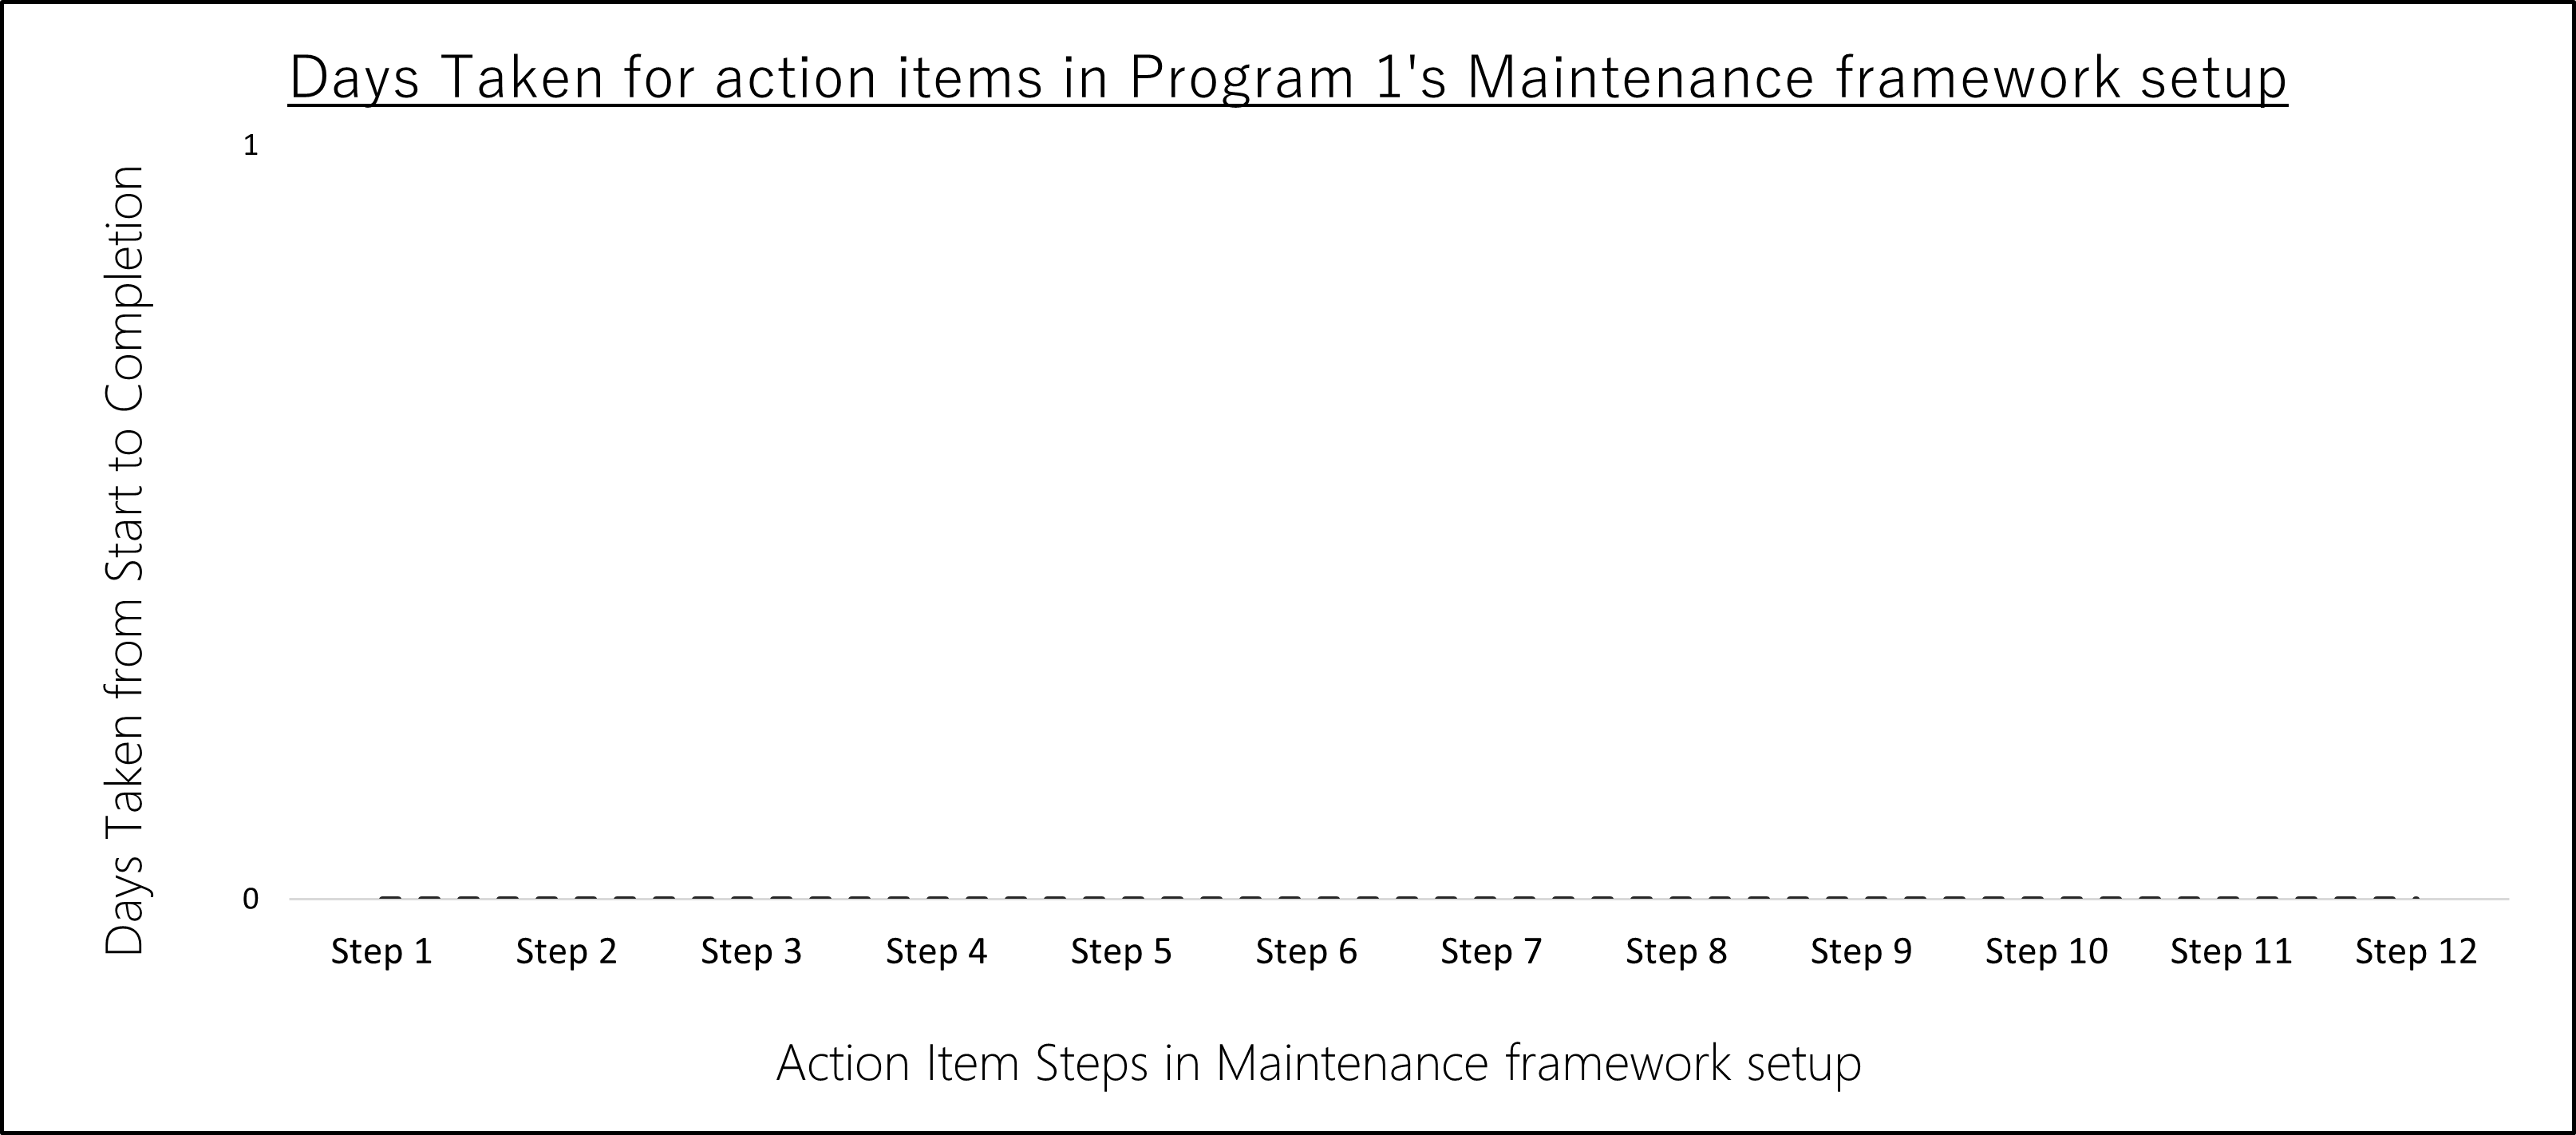 Days Taken for action items in Program 1's Maintenance framework setup
Days Taken from Start to Completion
1
0
Step 1 Step 2 Step 3 Step 4 Step 5 Step 6 Step 7 Step 8 Step 9 Step 10 Step 11 Step 12
Action Item Steps in Maintenance framework setup